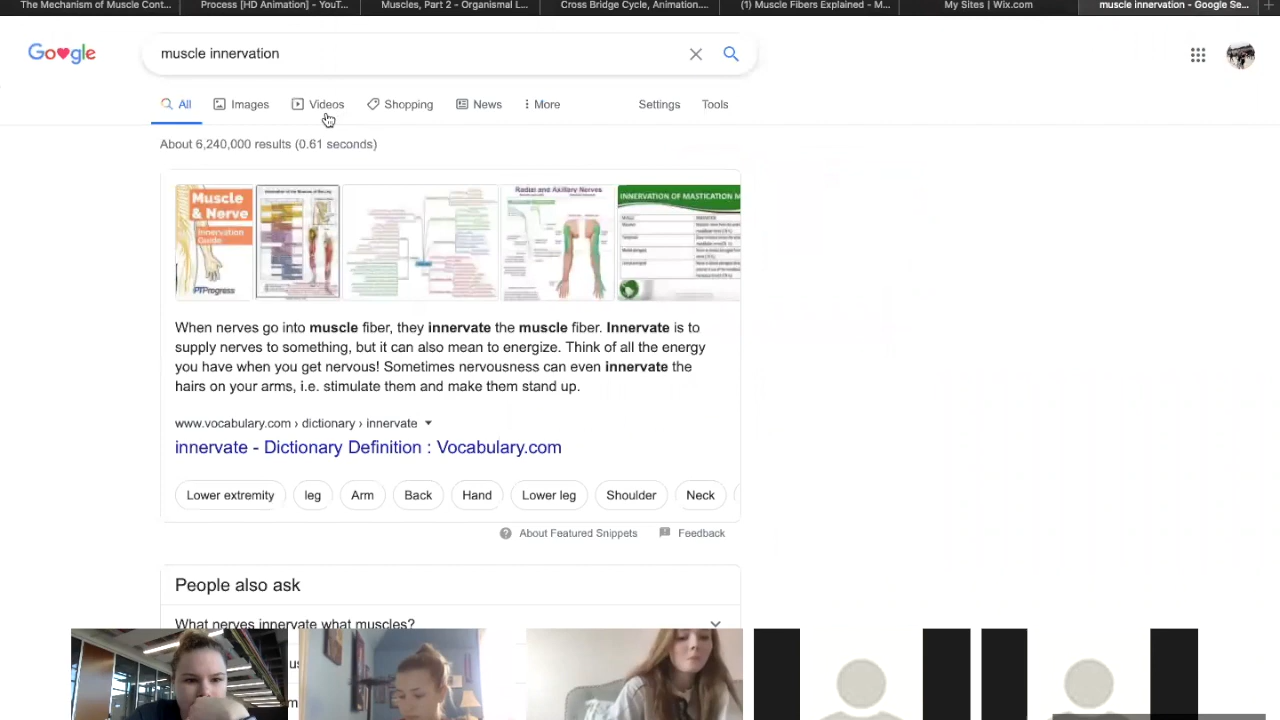 The Mechanism of Muscle Cont...
Process [HD Animation] - YouT...
Muscles, Part 2 - Organismal L...
Cross Bridge Cycle, Animation....
(1) Muscle Fibers Explained - M...
My Sites | Wix.com
muscle innervation - Google Se...
Go♥gle
muscle innervation
All
Images
Videos
Shopping
News
More
Settings
Tools
About 6,240,000 results (0.61 seconds)
Muscle
& Nerve
Innervation
Guide
PTProgress
Radial and Axillary Nerves
INNERVATION OF MASTICATION M
When nerves go into muscle fiber, they innervate the muscle fiber. Innervate is to
supply nerves to something, but it can also mean to energize. Think of all the energy
you have when you get nervous! Sometimes nervousness can even innervate the
hairs on your arms, i.e. stimulate them and make them stand up.
www.vocabulary.com › dictionary › innervate
innervate - Dictionary Definition : Vocabulary.com
Lower extremity
leg
Arm
Back
Hand
Lower leg
Shoulder
Neck
About Featured Snippets
Feedback
People also ask
What nerves innervate what muscles?